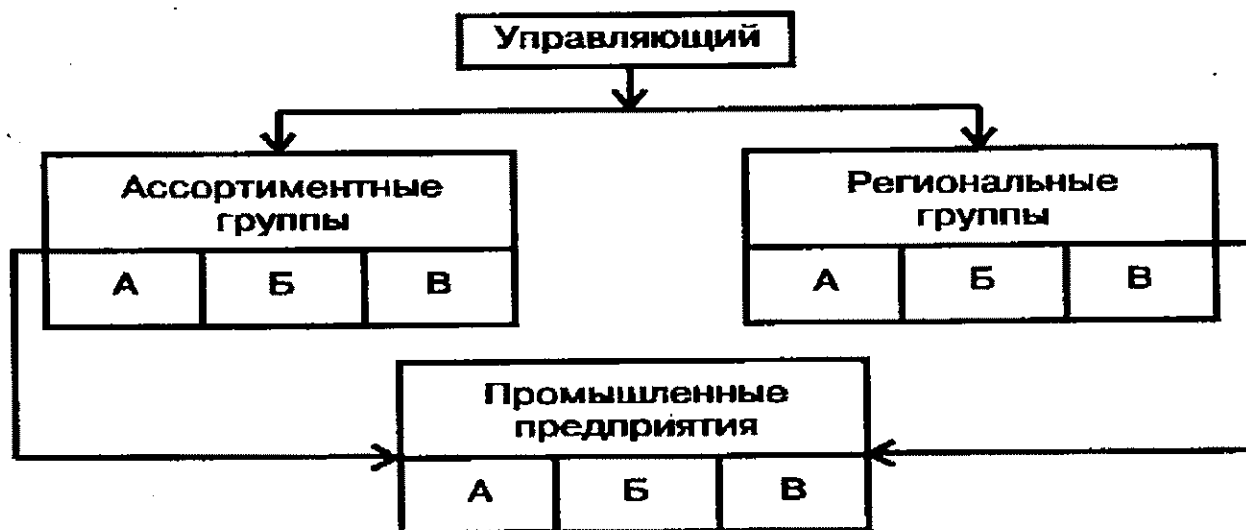 Управляющий
Ассортиментные
группы
А Б В
Региональные
группы
А Б В
Промышленные
предприятия
А Б В